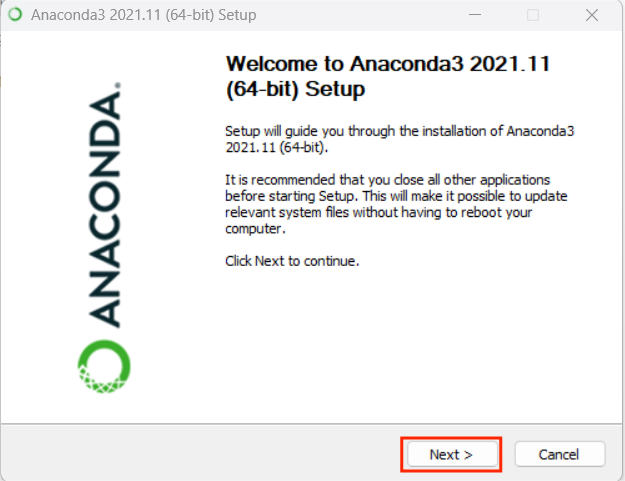 Anaconda3 2021.11 (64-bit) Setup
Welcome to Anaconda3 2021.11
(64-bit) Setup
ANACONDA.
Setup will guide you through the installation of Anaconda3
2021.11 (64-bit).
It is recommended that you close all other applications
before starting Setup. This will make it possible to update
relevant system files without having to reboot your
computer.
Click Next to continue.
Next >
Cancel